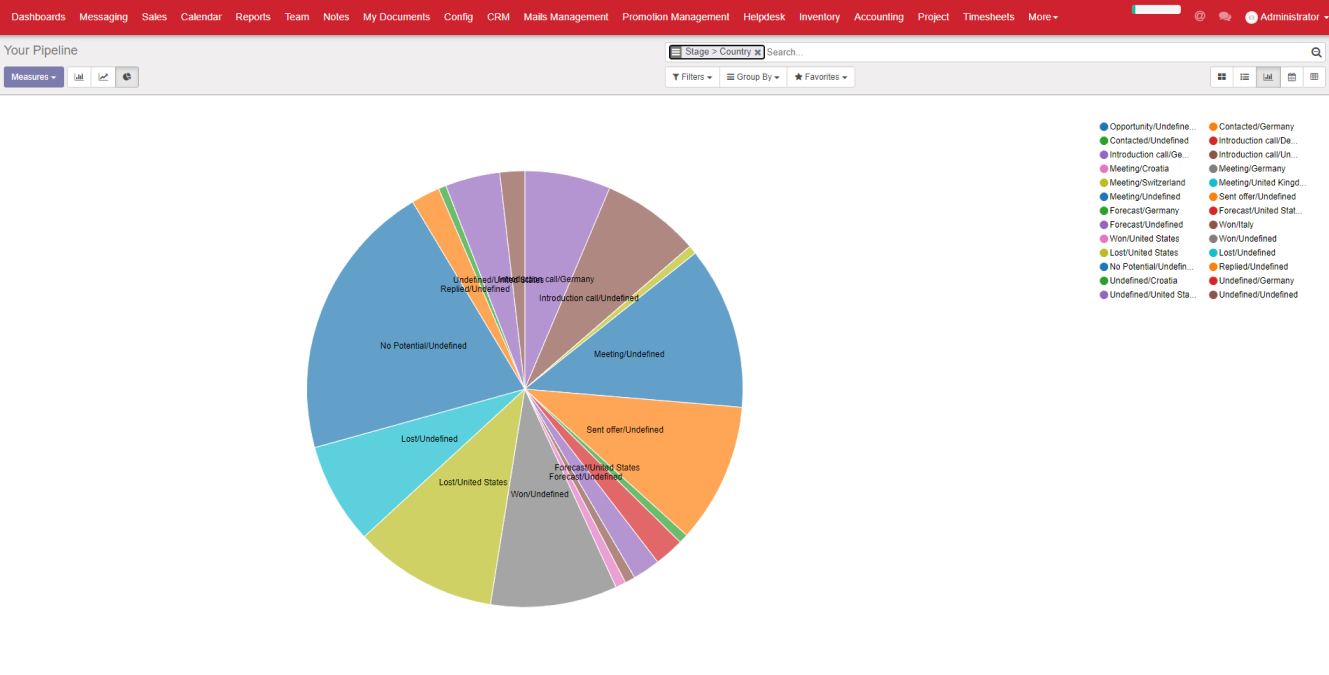 Dashboards Messaging Sales Calendar Reports Team Notes My Documents Config CRM Mails Management Promotion Management Helpdesk Inventory Accounting Project Timesheets More @ Administrator
Your Pipeline
Stage > Country × Search...
Measures
Filters Group By Favorites
Opportunity/Undefine... Contacted/Germany
Contacted/Undefined Introduction call/De...
Introduction call/Ge... Introduction call/Un...
Meeting/Croatia Meeting/Germany
Meeting/Switzerland Meeting/United Kingd...
Meeting/Undefined Sent offer/Undefined
Forecast/Germany Forecast/United Stat...
Forecast/Undefined Won/Italy
Won/United States Won/Undefined
Lost/United States Lost/Undefined
No Potential/Undefin... Replied/Undefined
Undefined/Croatia Undefined/Germany
Undefined/United Sta... Undefined/Undefined
Undefined/United States Introduction call/Germany
Replied/Undefined
Introduction call/Undefined
No Potential/Undefined
Meeting/Undefined
Sent offer/Undefined
Lost/Undefined
Forecast/United States
Forecast/Undefined
Lost/United States
Won/Undefined